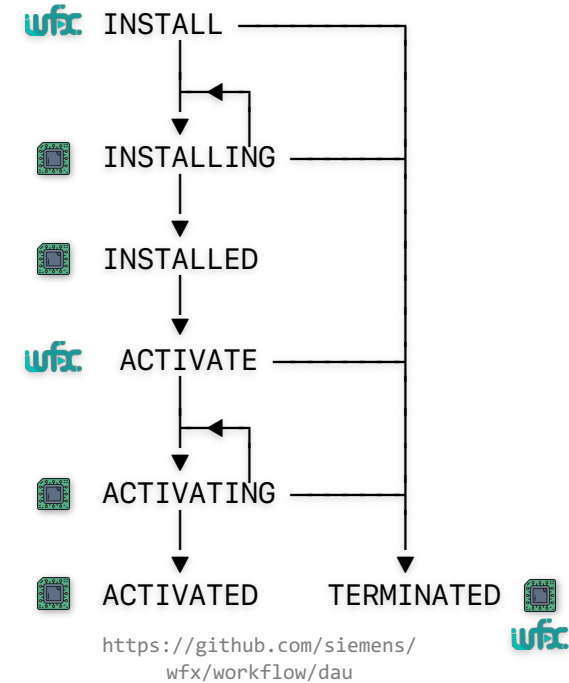 wfx. INSTALL
INSTALLING
INSTALLED
wfx. ACTIVATE
ACTIVATING
ACTIVATED
TERMINATED
wfx.
https://github.com/siemens/
wfx/workflow/dau